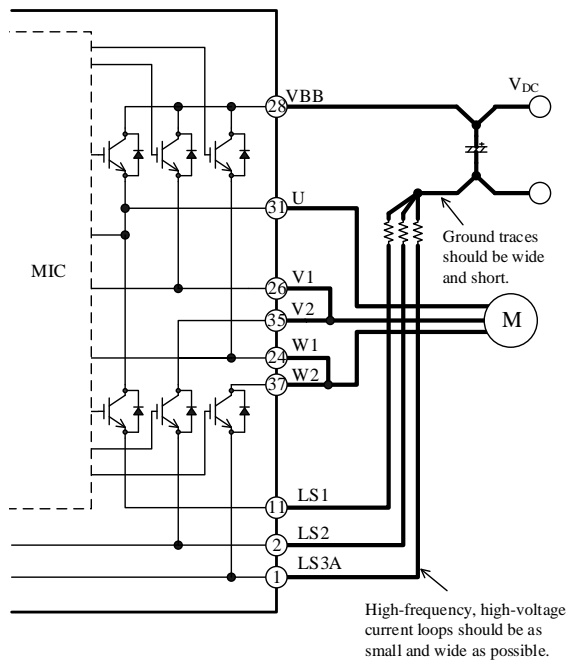 28
VBB
V_DC
+
31
U
Ground traces
should be wide
and short.
MIC
26
V1
35
V2
M
24
W1
37
W2
11
LS1
2
LS2
1
LS3A
High-frequency, high-voltage
current loops should be as
small and wide as possible.